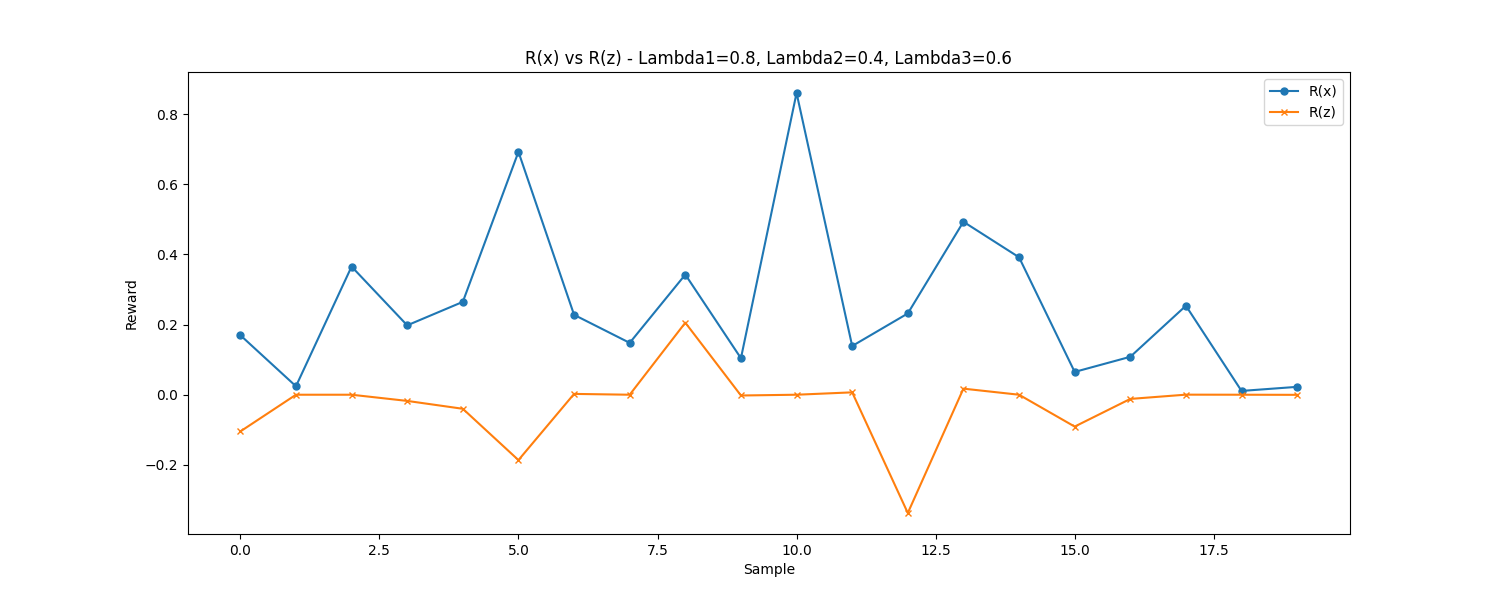 R(x) vs R(z) - Lambda1=0.8, Lambda2=0.4, Lambda3=0.6
R(x)
R(z)
Reward
0.8
0.6
0.4
0.2
0.0
−0.2
0.0 2.5 5.0 7.5 10.0 12.5 15.0 17.5
Sample